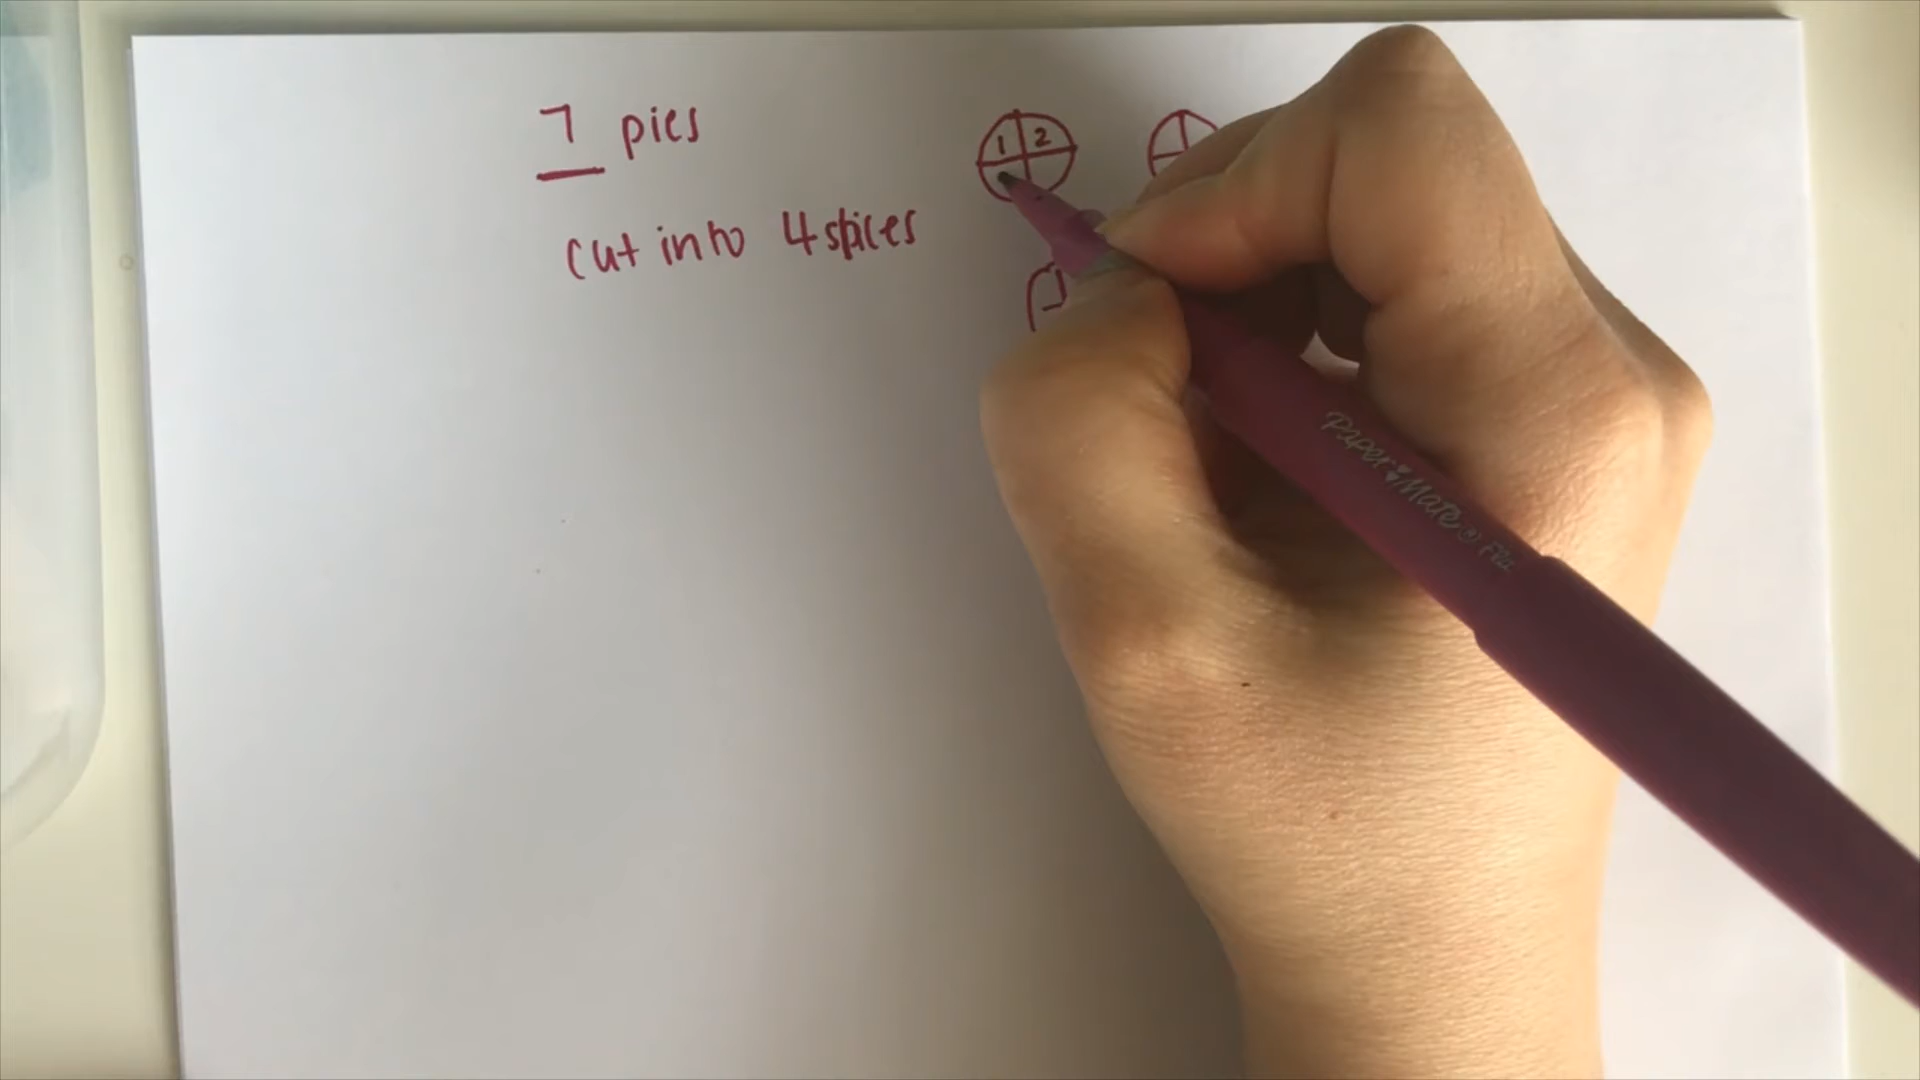 7 pies
cut into 4 slices
1 2
Paper Mate ® Flair